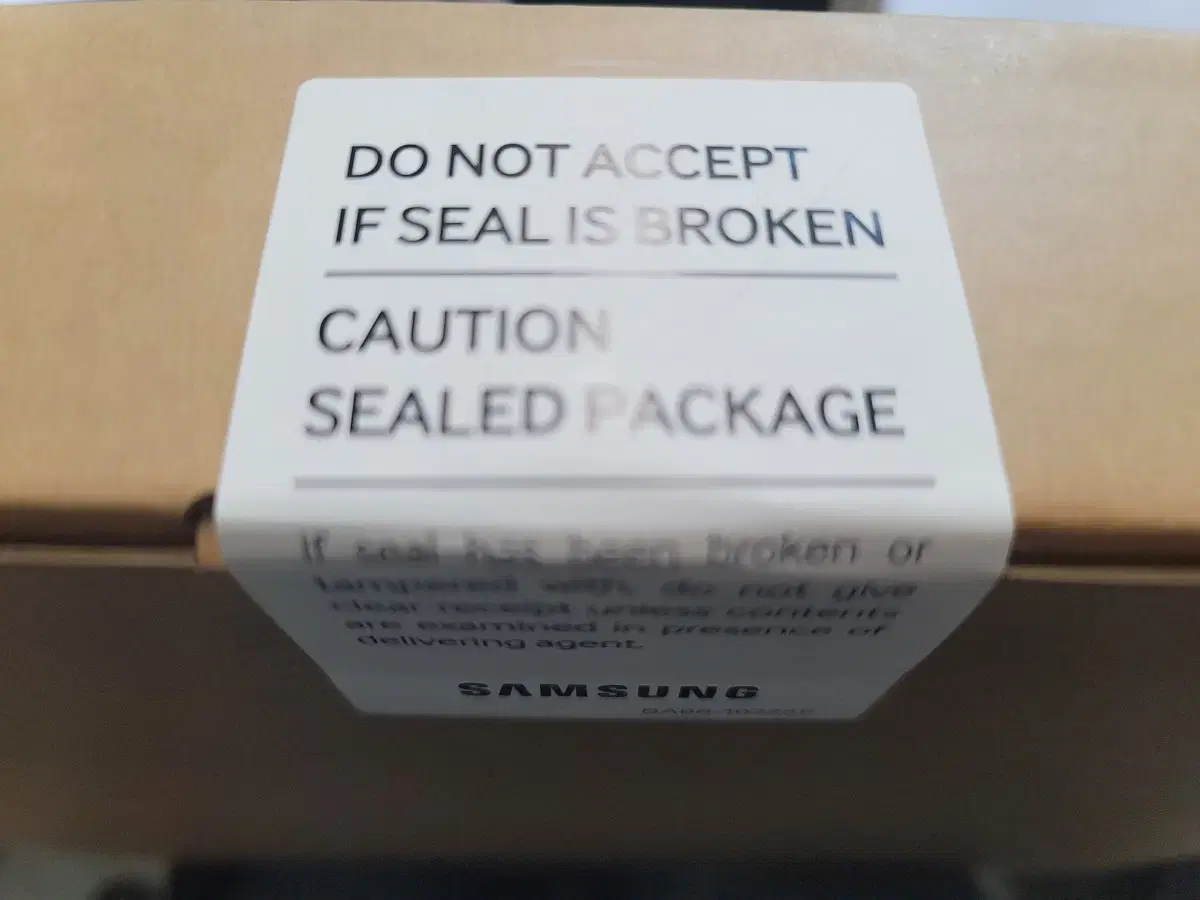 DO NOT ACCEPT
IF SEAL IS BROKEN
CAUTION
SEALED PACKAGE
If seal has been broken or
tampered with, do not give
clear receipt unless contents
are examined in presence of
delivering agent.
SAMSUNG